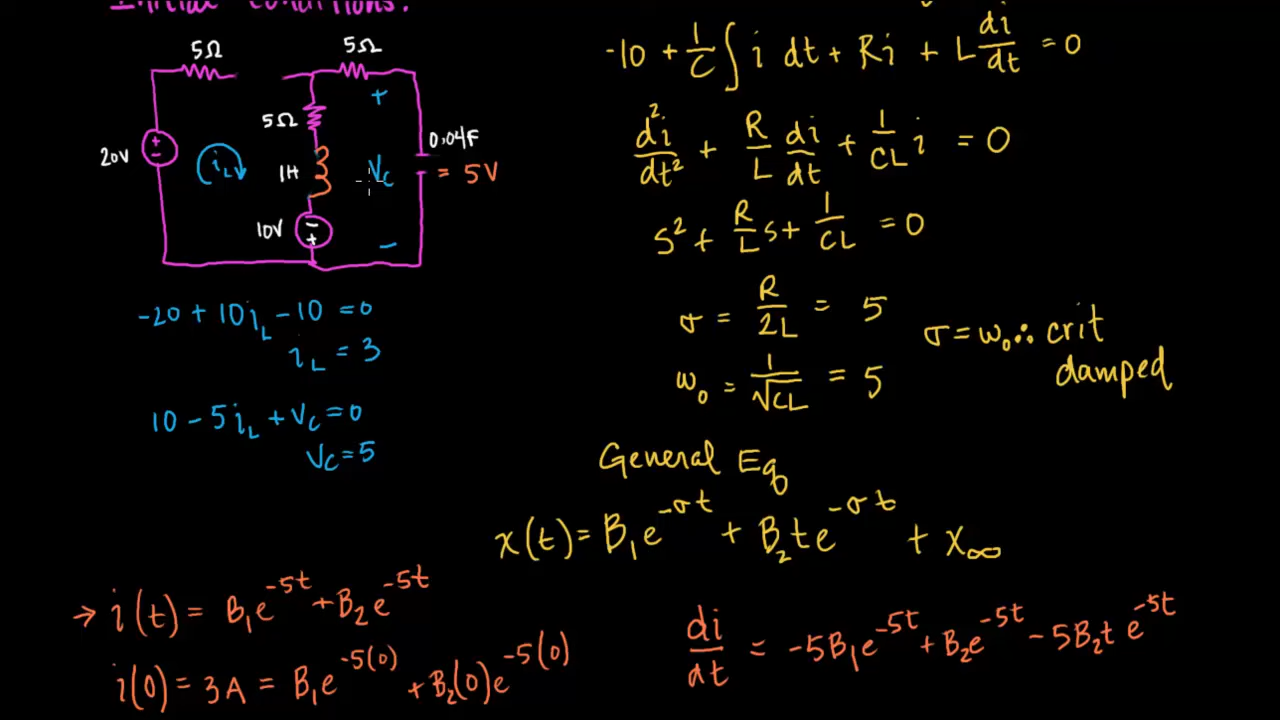 Initial Conditions:
5Ω
5Ω
5Ω
20V
i_L
1H
10V
+
V_C
−
0.04F
= 5V
-20 + 10i_L - 10 = 0
i_L = 3
10 - 5i_L + V_C = 0
V_C = 5
-10 + 1/C ∫ i dt + Ri + L di/dt = 0
d²i/dt² + R/L di/dt + 1/CL i = 0
s² + R/L s + 1/CL = 0
σ = R/2L = 5
ω₀ = 1/√CL = 5
σ = ω₀ ∴ crit
damped
General Eq
x(t) = B₁e^-σt + B₂te^-σt + x∞
→ i(t) = B₁e^-5t + B₂e^-5t
i(0) = 3A = B₁e^-5(0) + B₂(0)e^-5(0)
di/dt = -5B₁e^-5t + B₂e^-5t - 5B₂t e^-5t